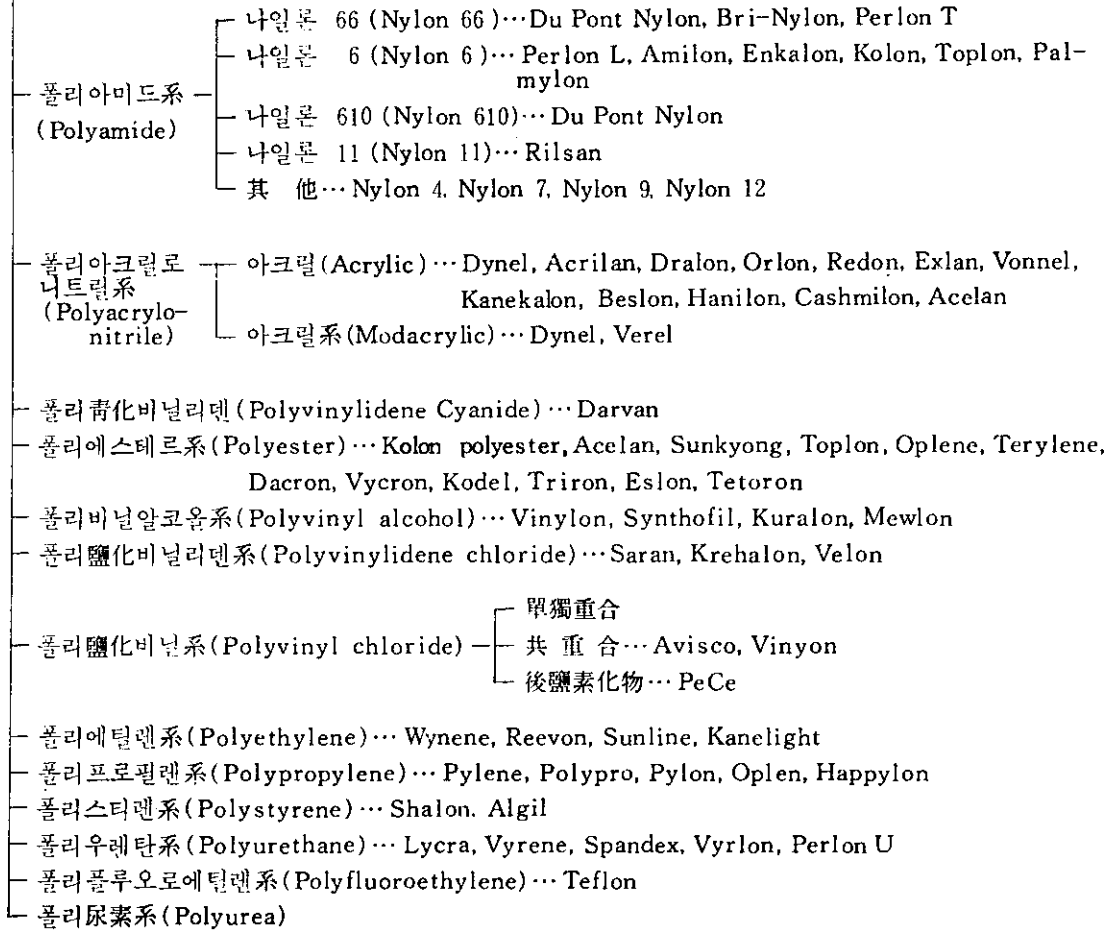 나일론 66 (Nylon 66)…Du Pont Nylon, Bri-Nylon, Perlon T
나일론 6 (Nylon 6)…Perlon L, Amilon, Enkalon, Kolon, Toplon, Pal-
mylon
폴리아미드系
(Polyamide)
나일론 610 (Nylon 610)…Du Pont Nylon
나일론 11 (Nylon 11)…Rilsan
其 他…Nylon 4, Nylon 7, Nylon 9, Nylon 12
폴리아크릴로
니트릴系
(Polyacrylo-
nitrile)
아크릴(Acrylic)…Dynel, Acrilan, Dralon, Orlon, Redon, Exlan, Vonnel,
Kanekalon, Beslon, Hanilon, Cashmilon, Acelan
아크릴系(Modacrylic)…Dynel, Verel
폴리靑化비닐리덴(Polyvinylidene Cyanide)…Darvan
폴리에스테르系(Polyester)…Kolon polyester, Acelan, Sunkyong, Toplon, Oplene, Terylene,
Dacron, Vycron, Kodel, Triron, Eslon, Tetoron
폴리비닐알코올系(Polyvinyl alcohol)…Vinylon, Synthofil, Kuralon, Mewlon
폴리鹽化비닐리덴系(Polyvinylidene chloride)…Saran, Krehalon, Velon
폴리鹽化비닐系(Polyvinyl chloride)
單獨重合
共 重 合…Avisco, Vinyon
後鹽素化物…PeCe
폴리에틸렌系(Polyethylene)…Wynene, Reevon, Sunline, Kanelight
폴리프로필렌系(Polypropylene)…Pylene, Polypro, Pylon, Oplen, Happylon
폴리스티렌系(Polystyrene)…Shalon. Algil
폴리우레탄系(Polyurethane)…Lycra, Vyrene, Spandex, Vyrlon, Perlon U
폴리플루오로에틸렌系(Polyfluoroethylene)…Teflon
폴리尿素系(Polyurea)